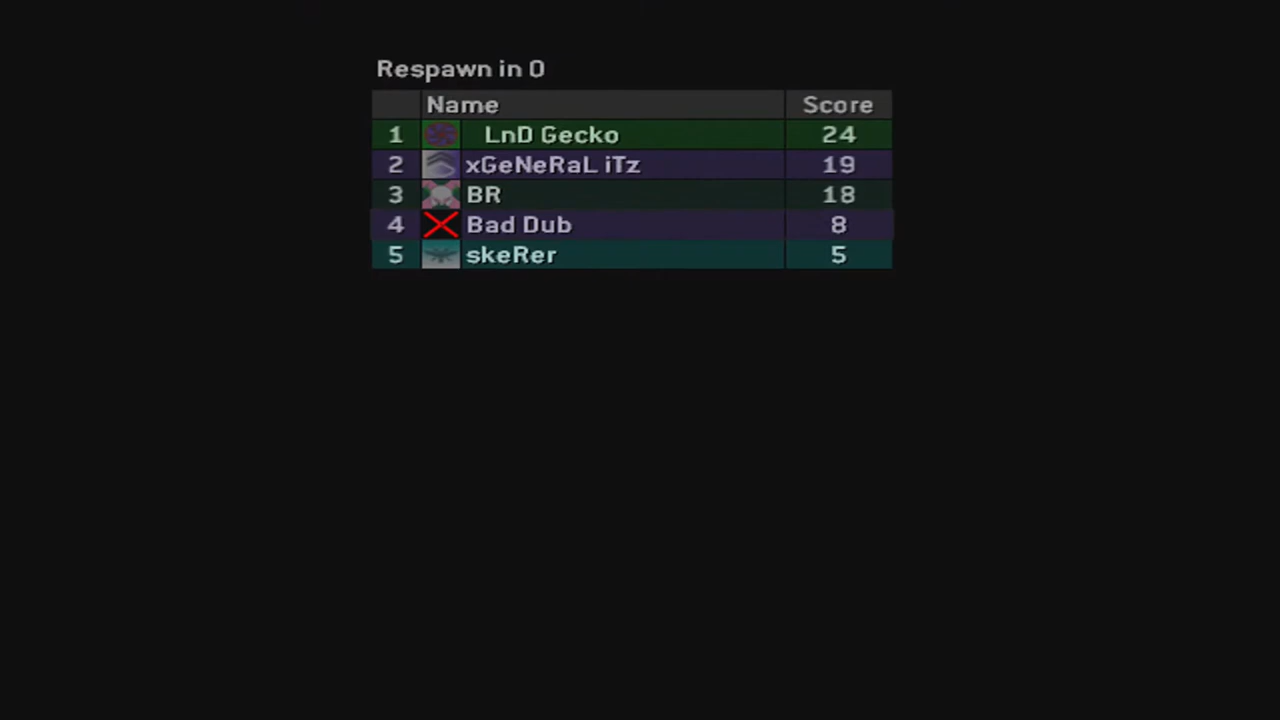 Respawn in 0
Name Score
1 LnD Gecko 24
2 xGeNeRaL iTz 19
3 BR 18
4 Bad Dub 8
5 skeRer 5